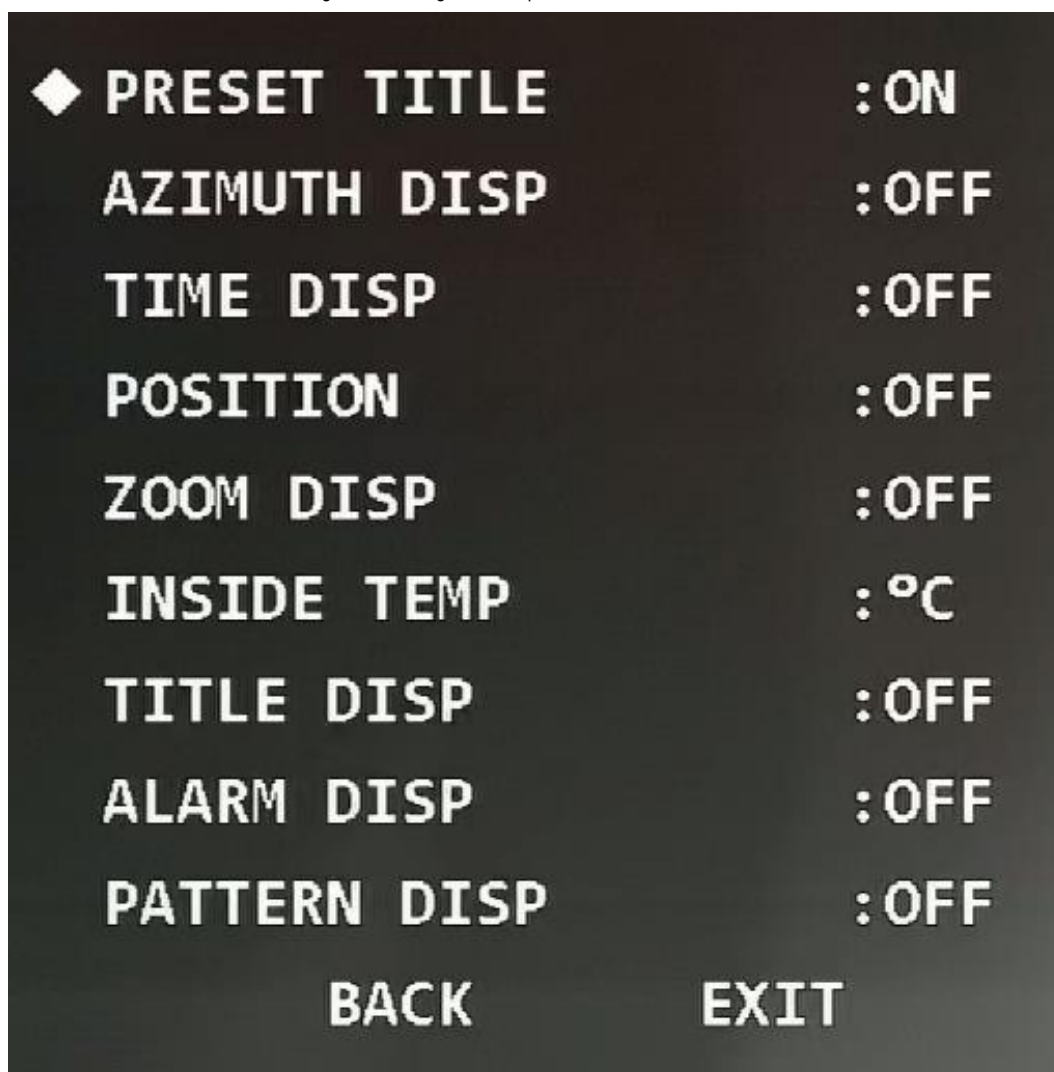 ◆ PRESET TITLE :ON
AZIMUTH DISP :OFF
TIME DISP :OFF
POSITION :OFF
ZOOM DISP :OFF
INSIDE TEMP :°C
TITLE DISP :OFF
ALARM DISP :OFF
PATTERN DISP :OFF
BACK EXIT